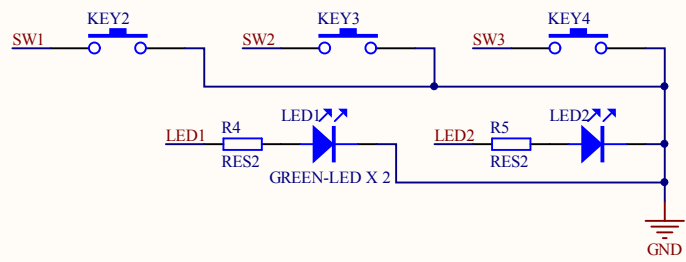 KEY2 KEY3 KEY4
SW1 SW2 SW3
LED1 LED2
LED1 R4 LED2 R5
RES2 RES2
GREEN-LED X 2
GND